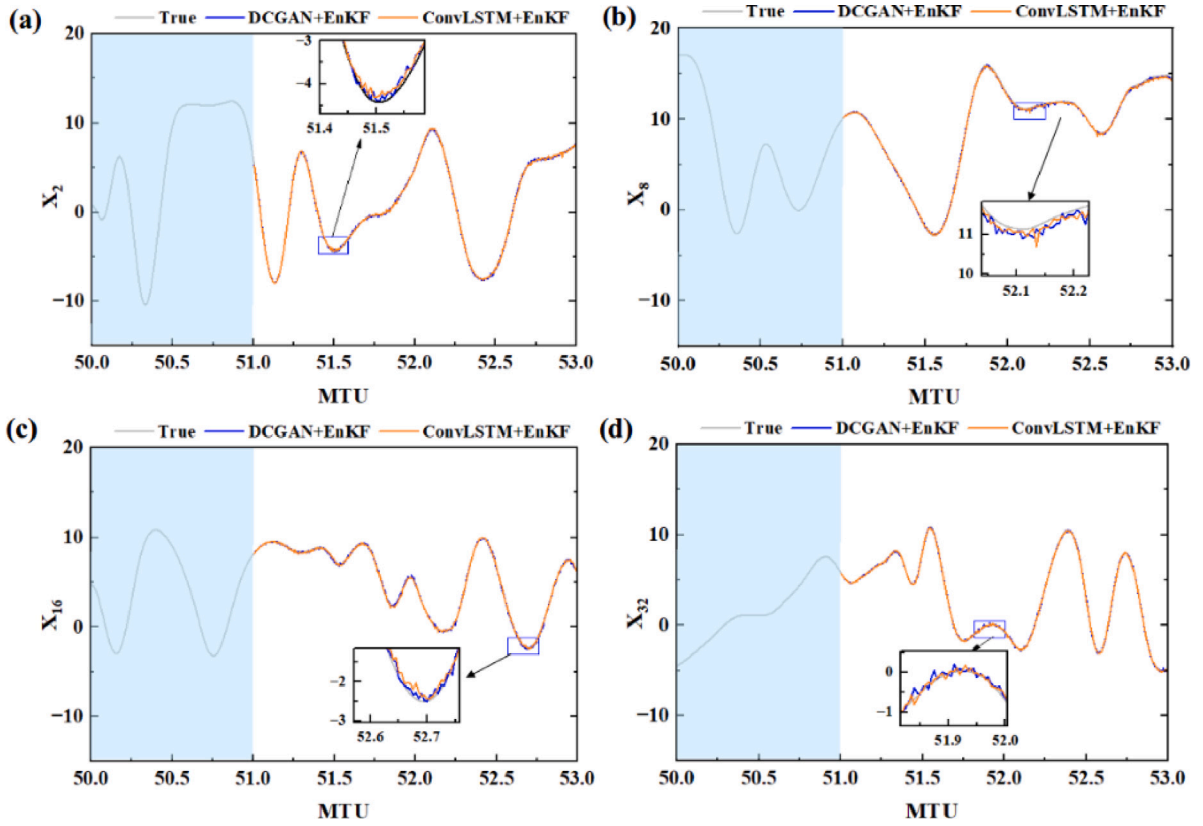 (a)
True DCGAN+EnKF ConvLSTM+EnKF
20
10
0
−10
X2
−3
−4
51.4 51.5
50.0 50.5 51.0 51.5 52.0 52.5 53.0
MTU
(b)
True DCGAN+EnKF ConvLSTM+EnKF
20
10
0
−10
X8
11
10
52.1 52.2
50.0 50.5 51.0 51.5 52.0 52.5 53.0
MTU
(c)
True DCGAN+EnKF ConvLSTM+EnKF
20
10
0
−10
X16
−2
−3
52.6 52.7
50.0 50.5 51.0 51.5 52.0 52.5 53.0
MTU
(d)
True DCGAN+EnKF ConvLSTM+EnKF
20
10
0
−10
X32
0
−1
51.9 52.0
50.0 50.5 51.0 51.5 52.0 52.5 53.0
MTU